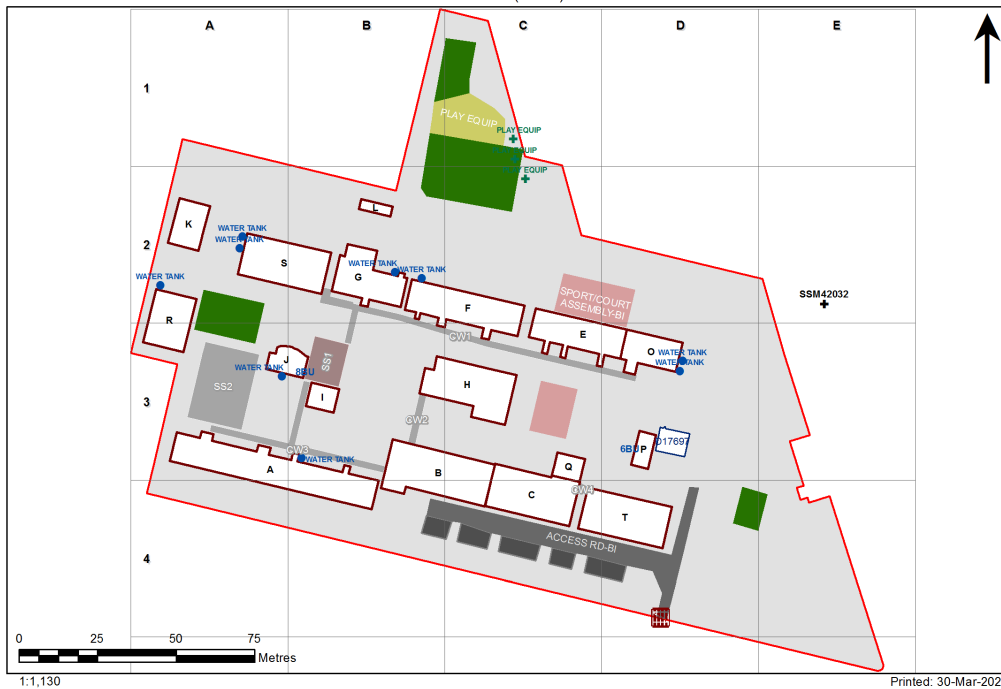 A B C D E
1
PLAY EQUIP
PLAY EQUIP
PLAY EQUIP
L
K
2
WATER TANK
WATER TANK
S
G
WATER TANK
WATER TANK
WATER TANK
SPORT/COURT
ASSEMBLY-BI
SSM42032
R
F
E
CW1
O
WATER TANK
WATER TANK
J
SS1
WATER TANK
8BU
SS2
I
H
3
CW2
6BU
P
D17697
CW3
WATER TANK
A
B
Q
C
CW4
T
ACCESS RD-BI
4
0 25 50 75
Metres
1:1,130
Printed: 30-Mar-202